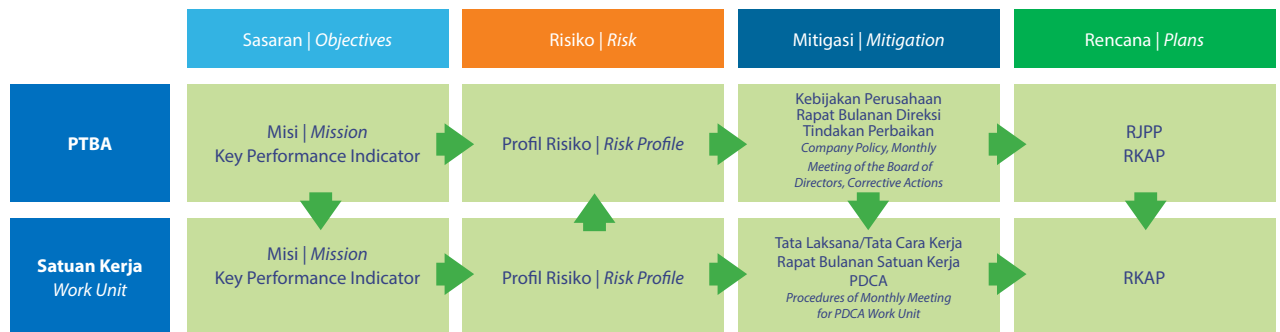 Sasaran | Objectives
Risiko | Risk
Mitigasi | Mitigation
Rencana | Plans
PTBA
Misi | Mission
Key Performance Indicator
Profil Risiko | Risk Profile
Kebijakan Perusahaan
Rapat Bulanan Direksi
Tindakan Perbaikan
Company Policy, Monthly
Meeting of the Board of
Directors, Corrective Actions
RJPP
RKAP
Satuan Kerja
Work Unit
Misi | Mission
Key Performance Indicator
Profil Risiko | Risk Profile
Tata Laksana/Tata Cara Kerja
Rapat Bulanan Satuan Kerja
PDCA
Procedures of Monthly Meeting
for PDCA Work Unit
RKAP